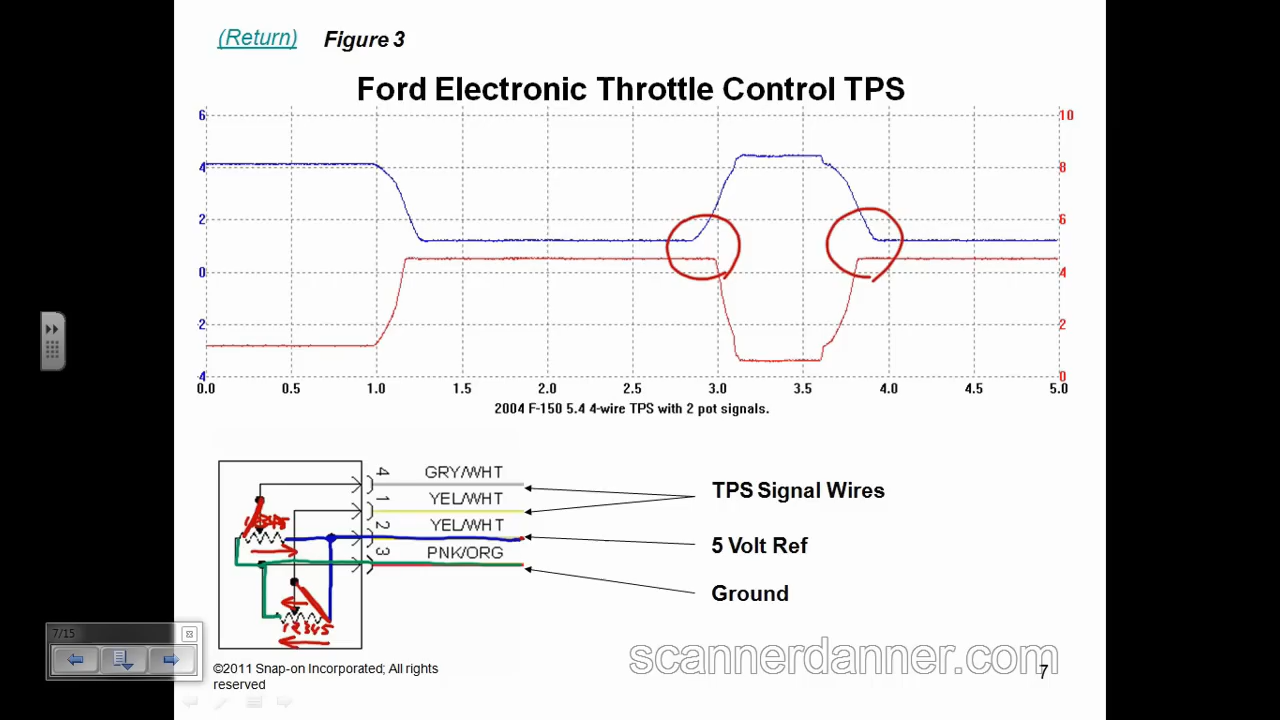 (Return) Figure 3
Ford Electronic Throttle Control TPS
6 10
4 8
2 6
0 4
2 2
4 0
0.0 0.5 1.0 1.5 2.0 2.5 3.0 3.5 4.0 4.5 5.0
2004 F-150 5.4 4-wire TPS with 2 pot signals.
4 GRY/WHT
1 YEL/WHT
2 YEL/WHT
3 PNK/ORG
TPS Signal Wires
5 Volt Ref
Ground
12345
7/15
©2011 Snap-on Incorporated; All rights
reserved
scannerdanner.com
7